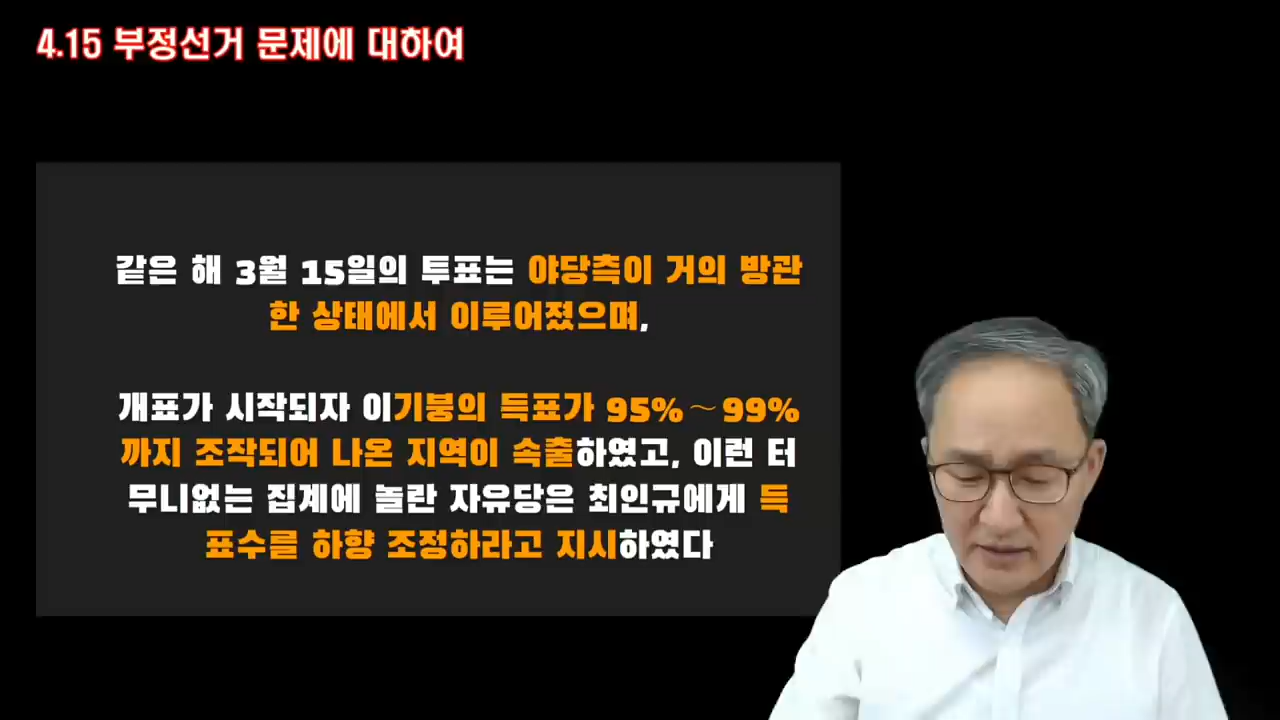 4.15 부정선거 문제에 대하여
같은 해 3월 15일의 투표는 야당측이 거의 방관
한 상태에서 이루어졌으며,
개표가 시작되자 이기붕의 득표가 95%~99%
까지 조작되어 나온 지역이 속출하였고, 이런 터
무니없는 집계에 놀란 자유당은 최인규에게 득
표수를 하향 조정하라고 지시하였다